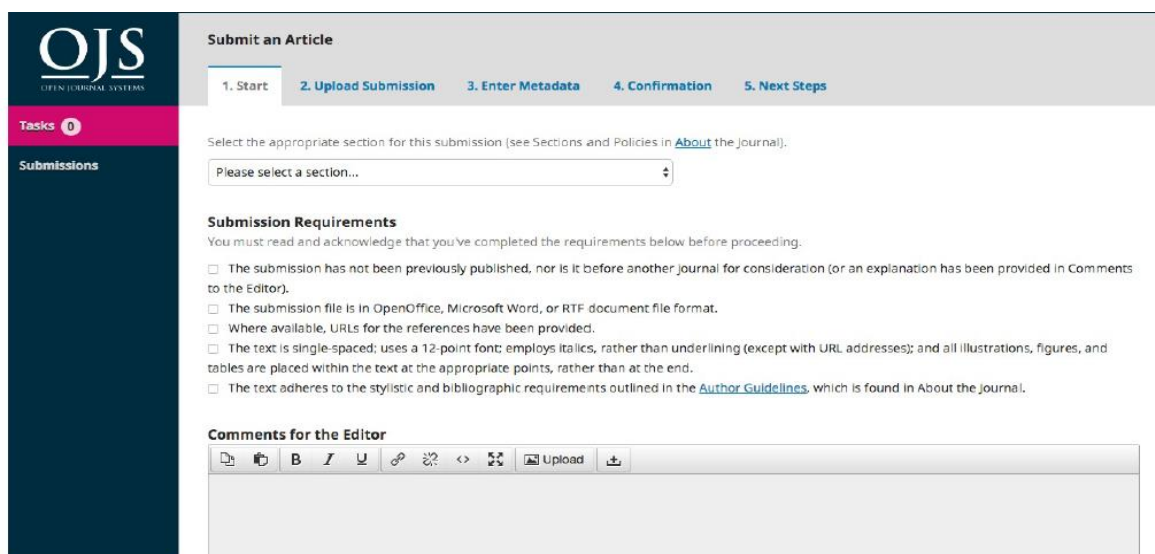 OJS
OPEN JOURNAL SYSTEMS
Tasks 0
Submissions
Submit an Article
1. Start 2. Upload Submission 3. Enter Metadata 4. Confirmation 5. Next Steps
Select the appropriate section for this submission (see Sections and Policies in About the Journal).
Please select a section...
Submission Requirements
You must read and acknowledge that you've completed the requirements below before proceeding.
The submission has not been previously published, nor is it before another journal for consideration (or an explanation has been provided in Comments
to the Editor).
The submission file is in OpenOffice, Microsoft Word, or RTF document file format.
Where available, URLs for the references have been provided.
The text is single-spaced; uses a 12-point font; employs italics, rather than underlining (except with URL addresses); and all illustrations, figures, and
tables are placed within the text at the appropriate points, rather than at the end.
The text adheres to the stylistic and bibliographic requirements outlined in the Author Guidelines, which is found in About the Journal.
Comments for the Editor
B I U <> Upload